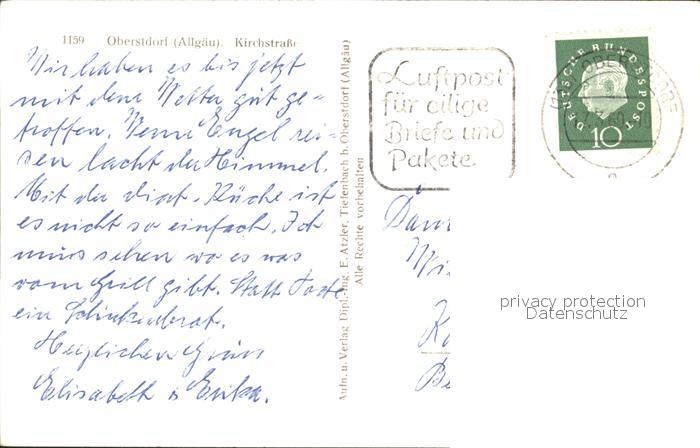 1159 Oberstdorf (Allgäu). Kirchstraße
Wir haben es bis jetzt
mit dem Wetter gut ge-
troffen. Wenn Engel rei-
sen lacht der Himmel.
Mit der diät. Küche ist
es nicht so einfach. Ich
muss sehen wo es was
vom Grill gibt. Statt Torte
ein Schinkenbrot.
Herzlichen Gruss
Elisabeth u Erika.
Aufn. u. Verlag Dipl.-Ing. E. Atzler, Tiefenbach b. Oberstdorf (Allgäu)
Alle Rechte vorbehalten
Luftpost
für eilige
Briefe und
Pakete
DEUTSCHE BUNDESPOST
10
OBERSTDORF
privacy protection
Datenschutz